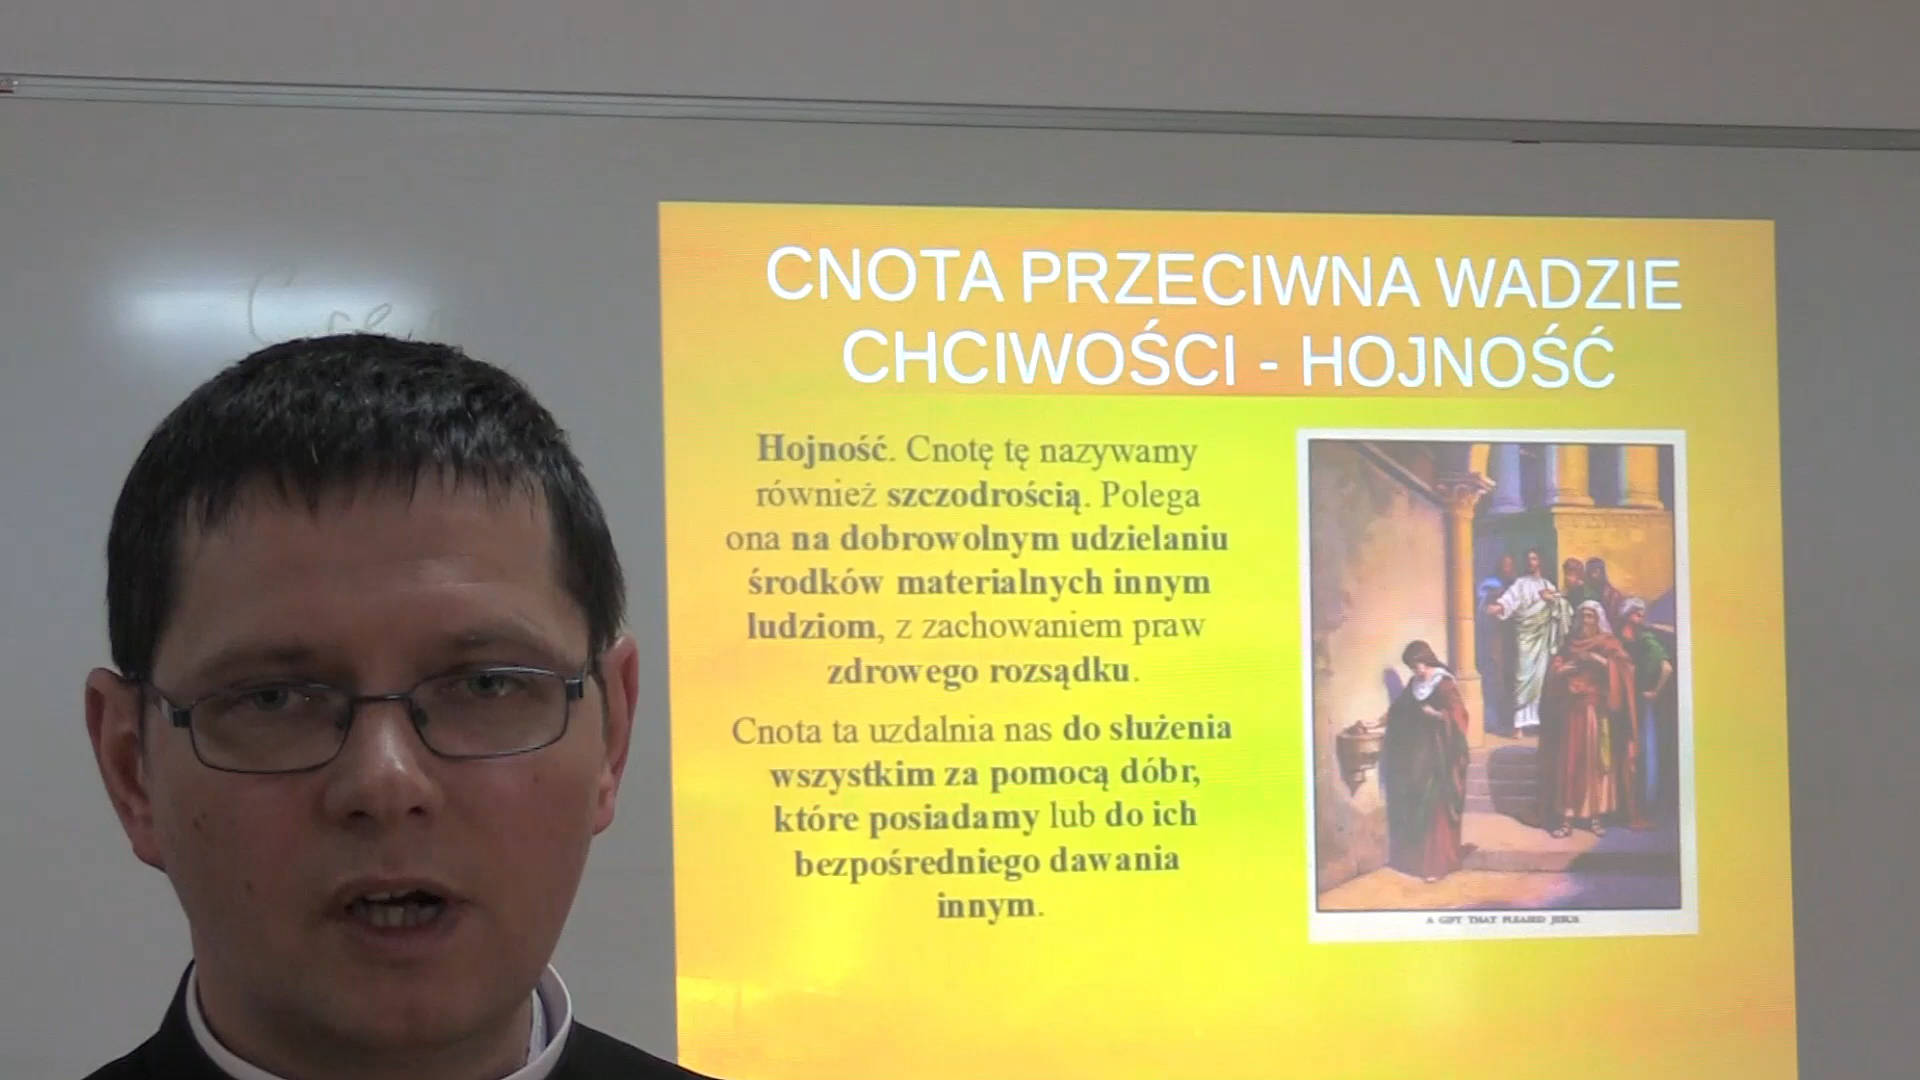 CNOTA PRZECIWNA WADZIE
CHCIWOŚCI - HOJNOŚĆ
Hojność. Cnotę tę nazywamy
również szczodrością. Polega
ona na dobrowolnym udzielaniu
środków materialnych innym
ludziom, z zachowaniem praw
zdrowego rozsądku.
Cnota ta uzdalnia nas do służenia
wszystkim za pomocą dóbr,
które posiadamy lub do ich
bezpośredniego dawania
innym.
A GIFT THAT PLEASED JESUS